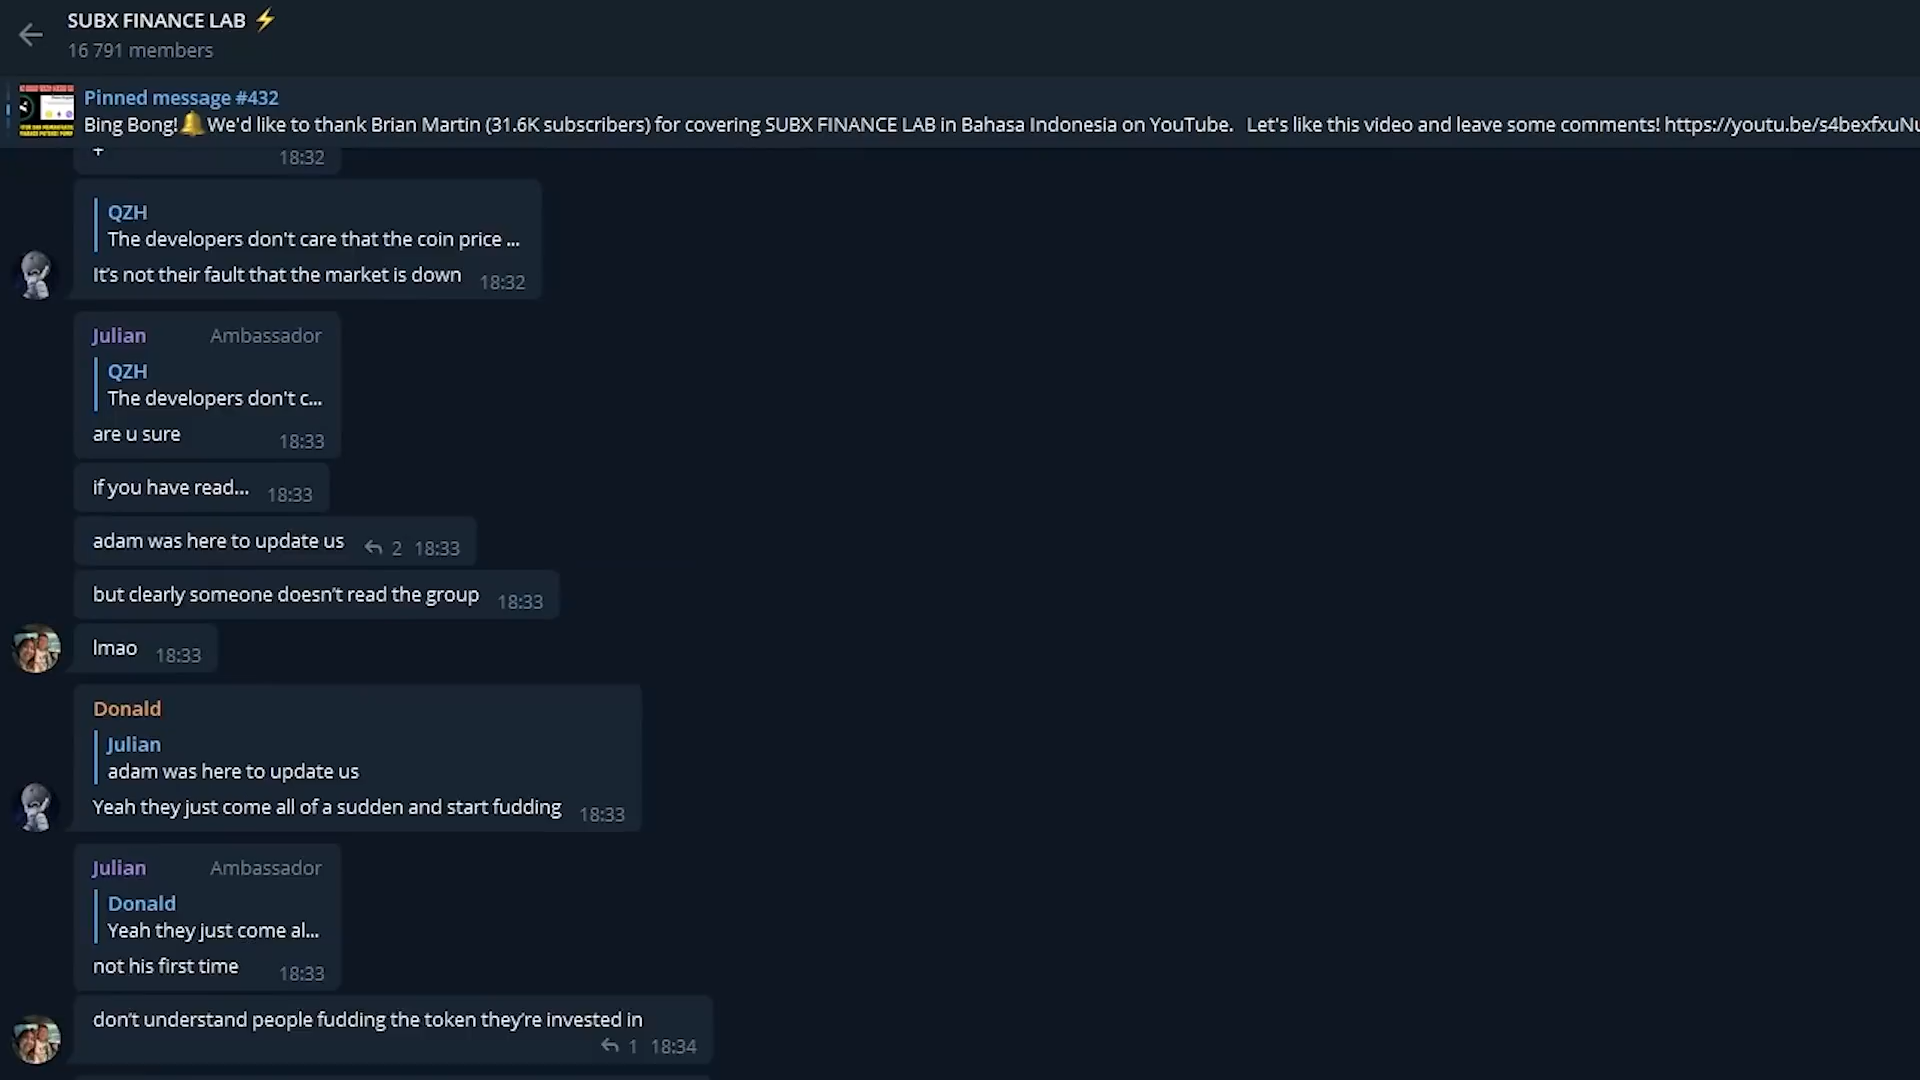 SUBX FINANCE LAB ⚡
16 791 members
Pinned message #432
Bing Bong!🔔We'd like to thank Brian Martin (31.6K subscribers) for covering SUBX FINANCE LAB in Bahasa Indonesia on YouTube. Let's like this video and leave some comments! https://youtu.be/s4bexfxuNu
+
18:32
QZH
The developers don't care that the coin price ...
It's not their fault that the market is down 18:32
Julian Ambassador
QZH
The developers don't c...
are u sure 18:33
if you have read... 18:33
adam was here to update us 2 18:33
but clearly someone doesn't read the group 18:33
lmao 18:33
Donald
Julian
adam was here to update us
Yeah they just come all of a sudden and start fudding 18:33
Julian Ambassador
Donald
Yeah they just come al...
not his first time 18:33
don't understand people fudding the token they're invested in
1 18:34